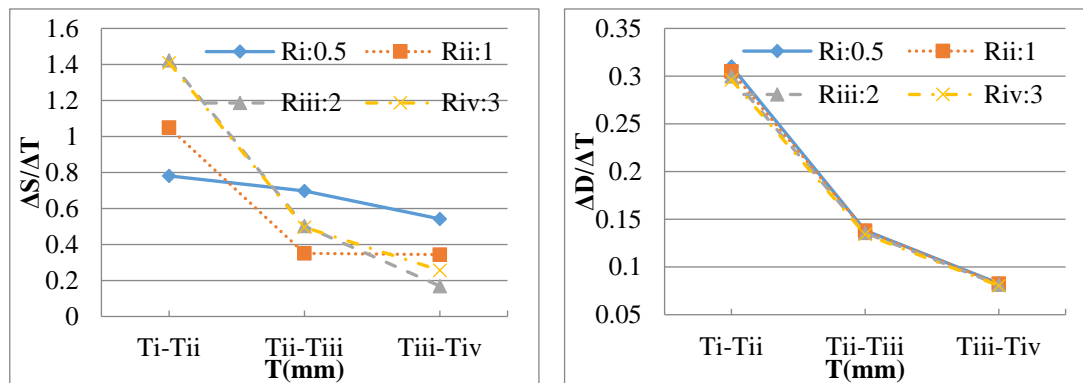 1.6
1.4
1.2
1
0.8
0.6
0.4
0.2
0
ΔS/ΔT
Ri:0.5 Rii:1
Riii:2 Riv:3
Ti-Tii Tii-Tiii Tiii-Tiv
T(mm)
0.35
0.3
0.25
0.2
0.15
0.1
0.05
ΔD/ΔT
Ri:0.5 Rii:1
Riii:2 Riv:3
Ti-Tii Tii-Tiii Tiii-Tiv
T(mm)